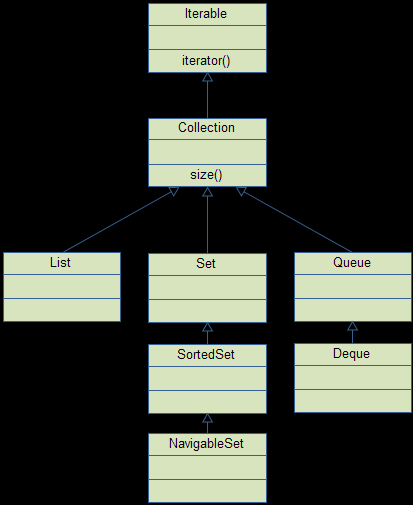 Iterable
iterator()
Collection
size()
List
Set
Queue
SortedSet
Deque
NavigableSet